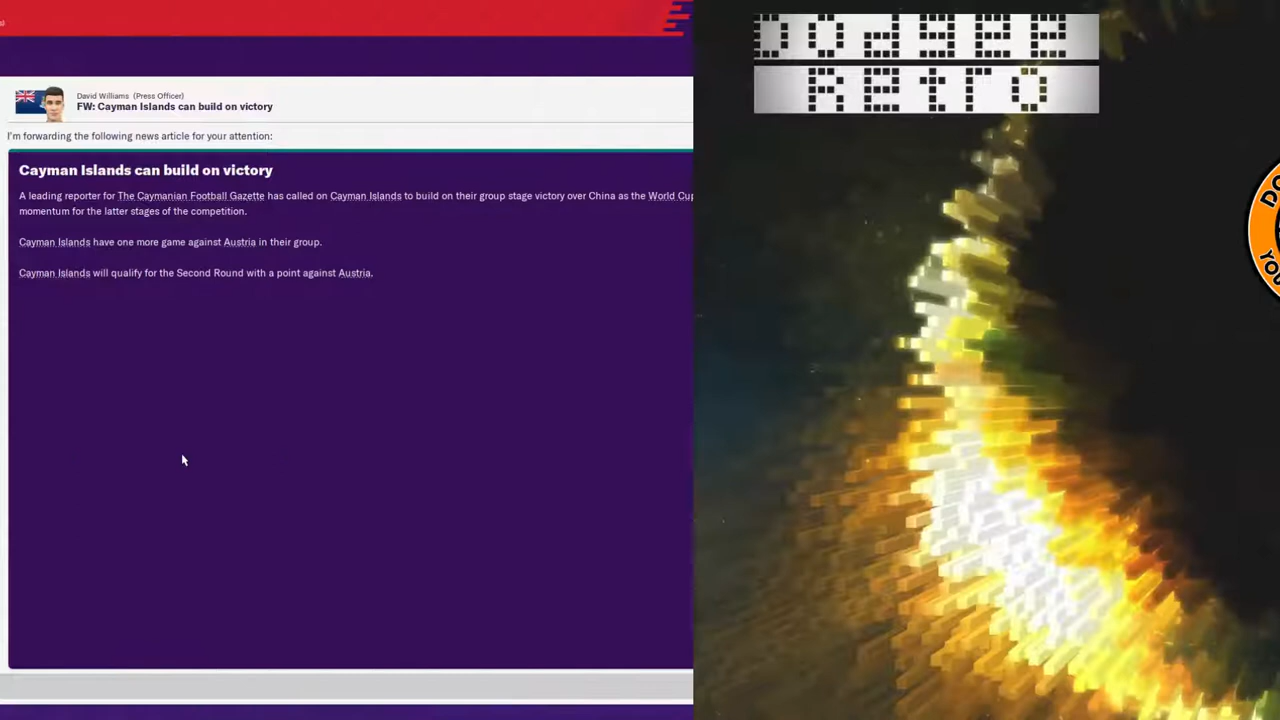 David Williams (Press Officer)
FW: Cayman Islands can build on victory
I'm forwarding the following news article for your attention:
Cayman Islands can build on victory
A leading reporter for The Caymanian Football Gazette has called on Cayman Islands to build on their group stage victory over China as the World Cup
momentum for the latter stages of the competition.
Cayman Islands have one more game against Austria in their group.
Cayman Islands will qualify for the Second Round with a point against Austria.
Dodgee
Retro
DO
YOU